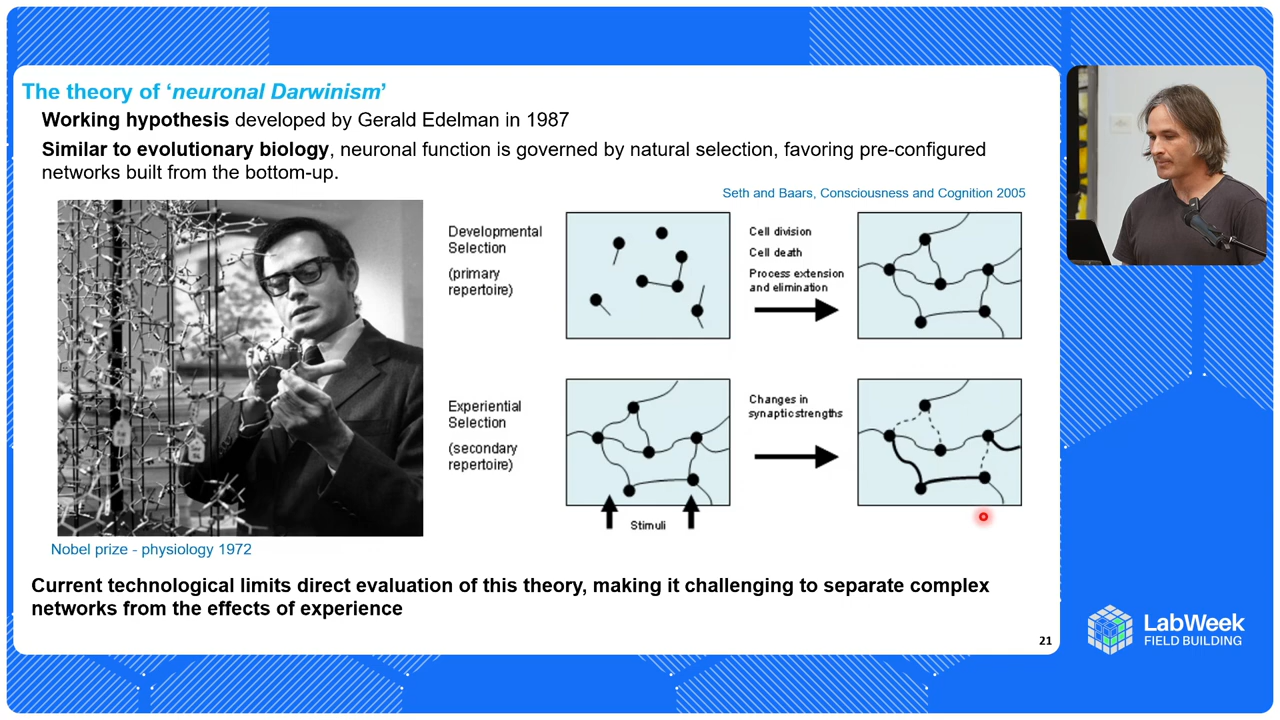 The theory of ‘neuronal Darwinism’
Working hypothesis developed by Gerald Edelman in 1987
Similar to evolutionary biology, neuronal function is governed by natural selection, favoring pre-configured
networks built from the bottom-up.
Seth and Baars, Consciousness and Cognition 2005
Developmental
Selection
(primary
repertoire)
Cell division
Cell death
Process extension
and elimination
Experiential
Selection
(secondary
repertoire)
Changes in
synaptic strengths
Stimuli
Nobel prize - physiology 1972
Current technological limits direct evaluation of this theory, making it challenging to separate complex
networks from the effects of experience
21
LabWeek
FIELD BUILDING